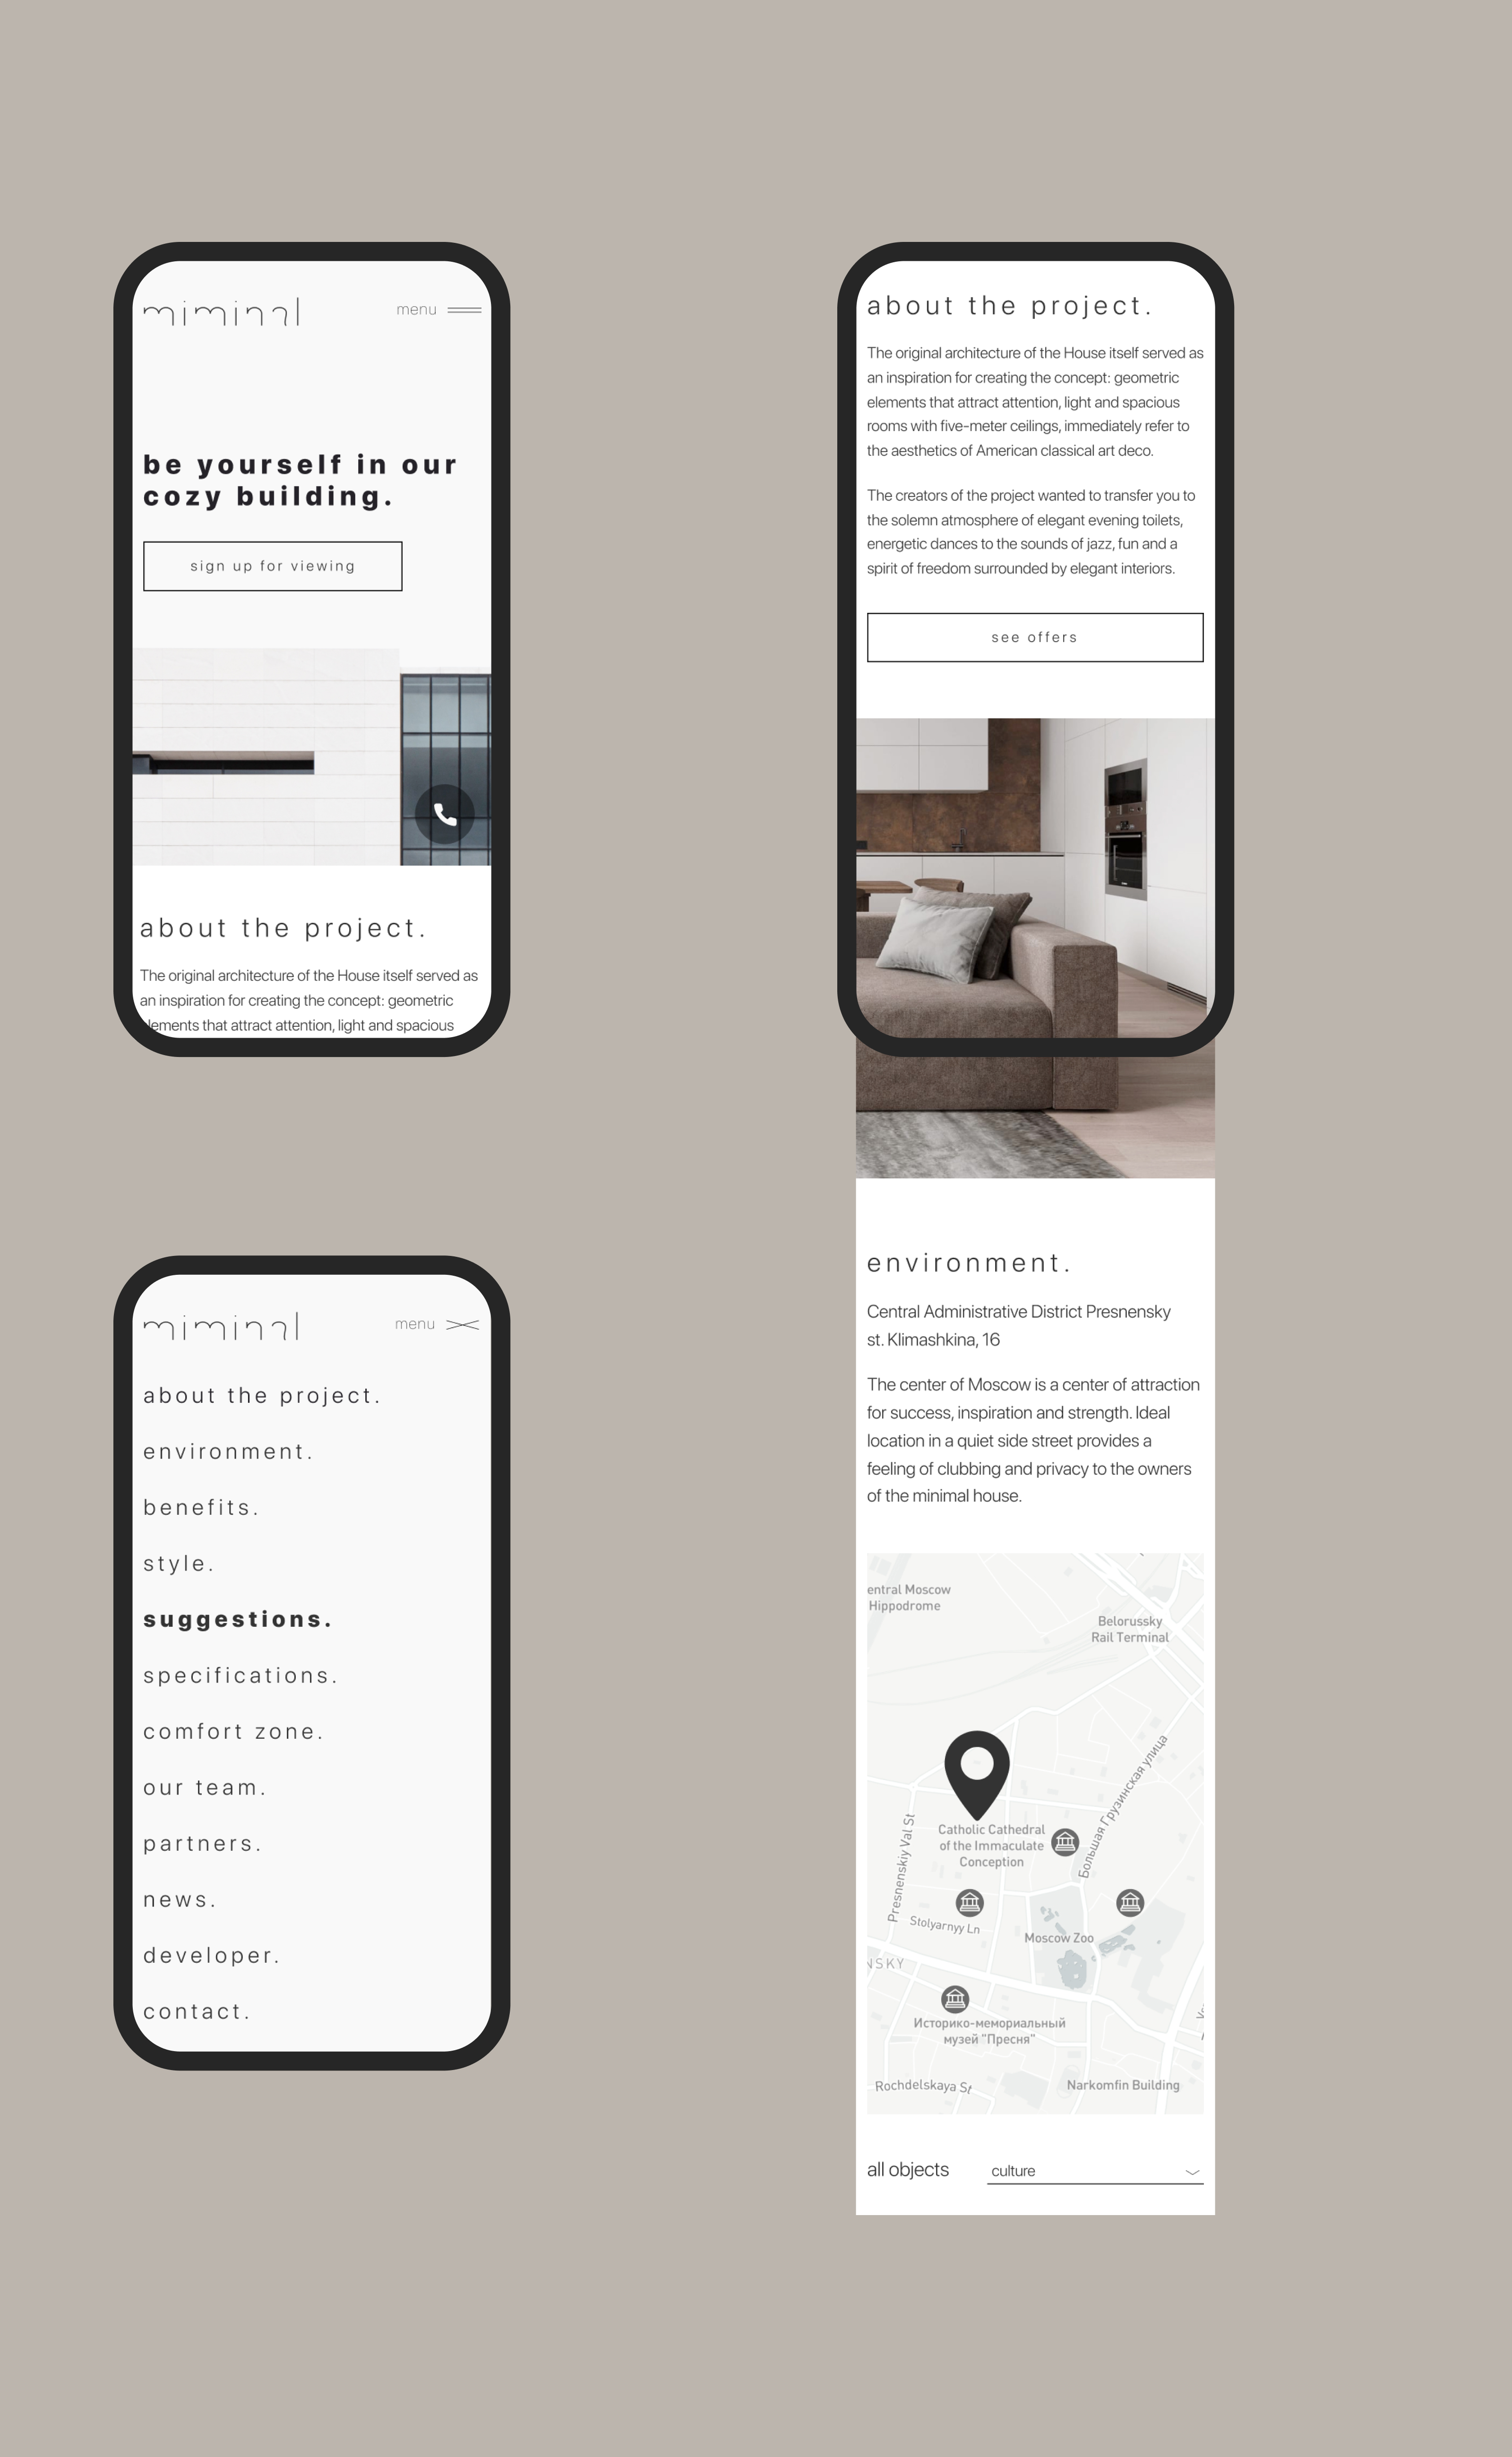 miminal
menu
be yourself in our
cozy building.
sign up for viewing
about the project.
The original architecture of the House itself served as
an inspiration for creating the concept: geometric
elements that attract attention, light and spacious
miminal
menu
about the project.
environment.
benefits.
style.
suggestions.
specifications.
comfort zone.
our team.
partners.
news.
developer.
contact.
about the project.
The original architecture of the House itself served as
an inspiration for creating the concept: geometric
elements that attract attention, light and spacious
rooms with five-meter ceilings, immediately refer to
the aesthetics of American classical art deco.
The creators of the project wanted to transfer you to
the solemn atmosphere of elegant evening toilets,
energetic dances to the sounds of jazz, fun and a
spirit of freedom surrounded by elegant interiors.
see offers
environment.
Central Administrative District Presnensky
st. Klimashkina, 16
The center of Moscow is a center of attraction
for success, inspiration and strength. Ideal
location in a quiet side street provides a
feeling of clubbing and privacy to the owners
of the minimal house.
entral Moscow
Hippodrome
Belorussky
Rail Terminal
Большая Грузинская улица
Presnenskiy Val St
Catholic Cathedral
of the Immaculate
Conception
Stolyarnyy Ln
Moscow Zoo
NSKY
Историко-мемориальный
музей "Пресня"
Rochdelskaya St
Narkomfin Building
all objects
culture